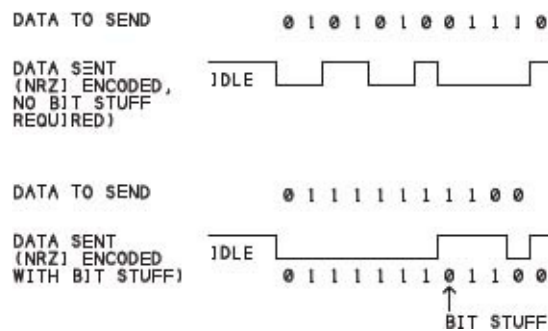 DATA TO SEND 0 1 0 1 0 1 0 0 1 1 1 0
DATA SENT
(NRZI ENCODED,
NO BIT STUFF
REQUIRED)
IDLE
DATA TO SEND 0 1 1 1 1 1 1 1 1 0 0
DATA SENT
(NRZI ENCODED
WITH BIT STUFF)
IDLE
0 1 1 1 1 1 1 0 1 1 0 0
BIT STUFF